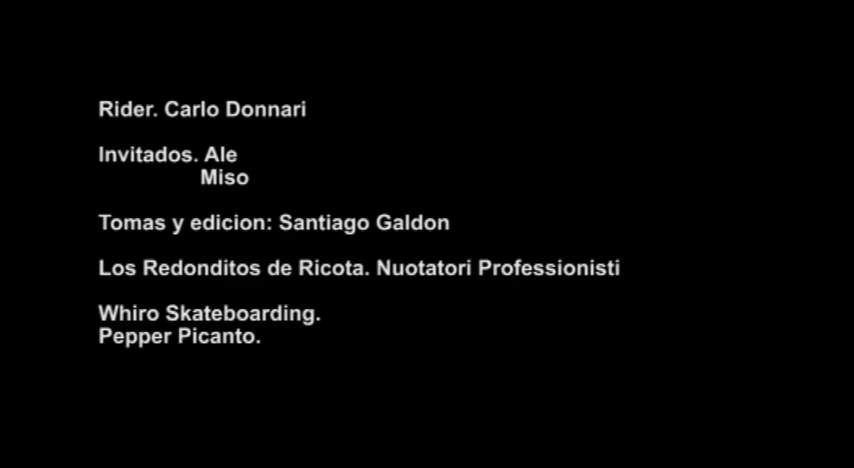 Rider. Carlo Donnari
Invitados. Ale
Miso
Tomas y edicion: Santiago Galdon
Los Redonditos de Ricota. Nuotatori Professionisti
Whiro Skateboarding.
Pepper Picanto.